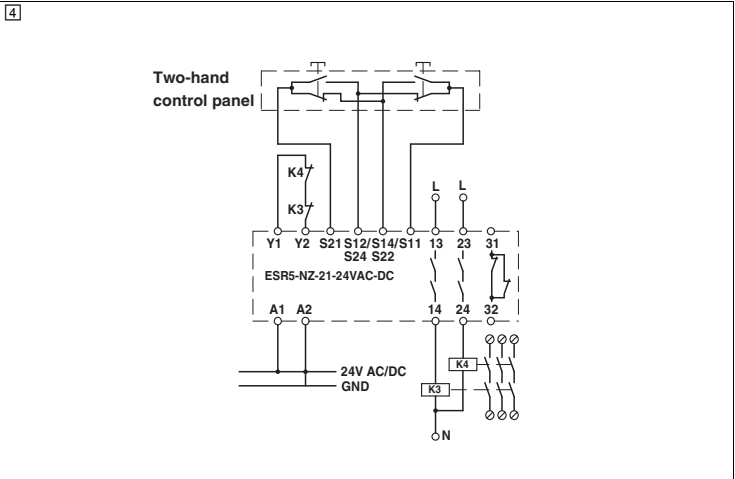 4
Two-hand
control panel
K4
K3
L L
Y1 Y2 S21 S12/S14/S11 13 23 31
S24 S22
ESR5-NZ-21-24VAC-DC
A1 A2 14 24 32
K4
24V AC/DC
GND
K3
N